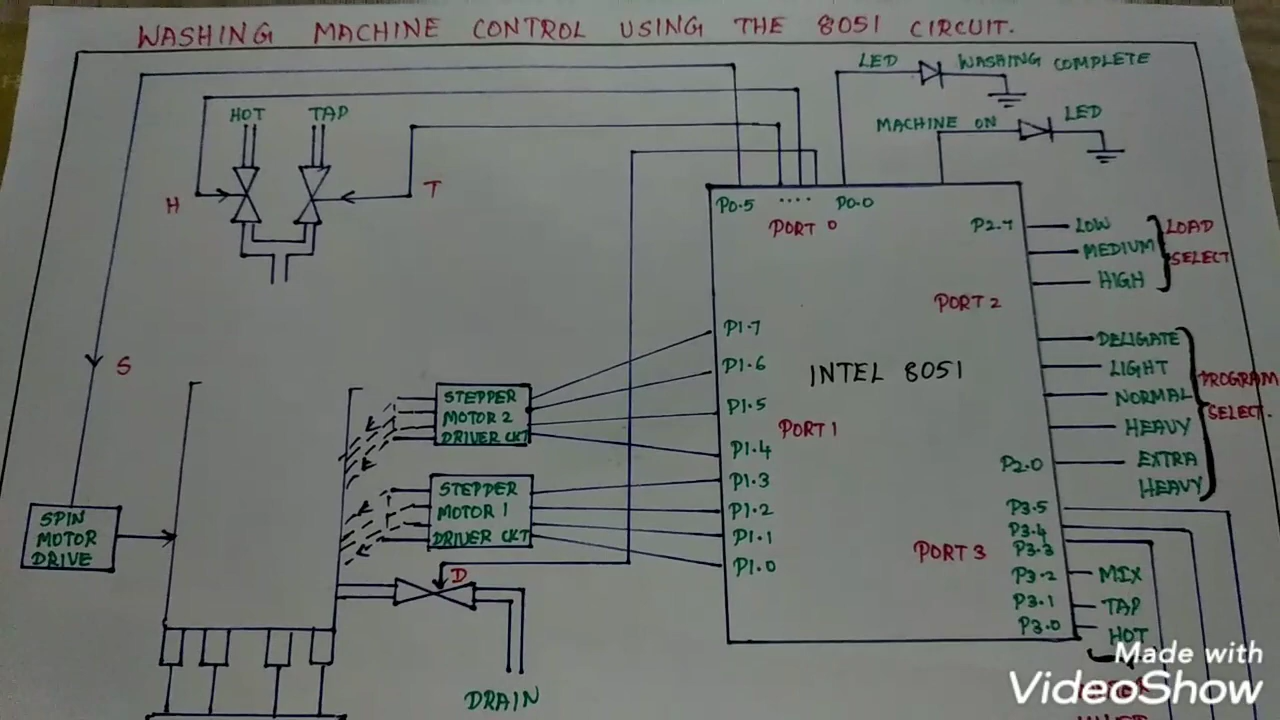 WASHING MACHINE CONTROL USING THE 8051 CIRCUIT.
LED WASHING COMPLETE
MACHINE ON LED
HOT TAP
H T
P0.5 .... P0.0
PORT 0
P2.7
LOW
MEDIUM
HIGH
LOAD
SELECT
PORT 2
DELIGATE
LIGHT
NORMAL
HEAVY
EXTRA
HEAVY
PROGRAM
SELECT.
P2.0
INTEL 8051
S
P1.7
P1.6
P1.5
PORT 1
P1.4
P1.3
P1.2
P1.1
P1.0
STEPPER
MOTOR 2
DRIVER CKT
STEPPER
MOTOR 1
DRIVER CKT
SPIN
MOTOR
DRIVE
D
DRAIN
PORT 3
P3.5
P3.4
P3.3
P3.2 MIX
P3.1 TAP
P3.0 HOT
Made with
VideoShow